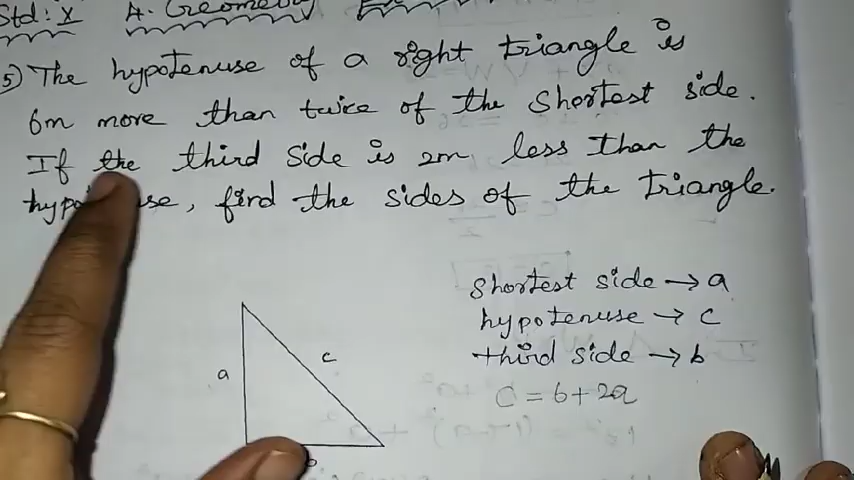 Std: X A. Geometry
5) The hypotenuse of a right triangle is
6m more than twice of the shortest side.
If the third side is 2m less than the
hypo use, find the sides of the triangle.
shortest side → a
hypotenuse → c
third side → b
C = 6 + 2a
a
c
b